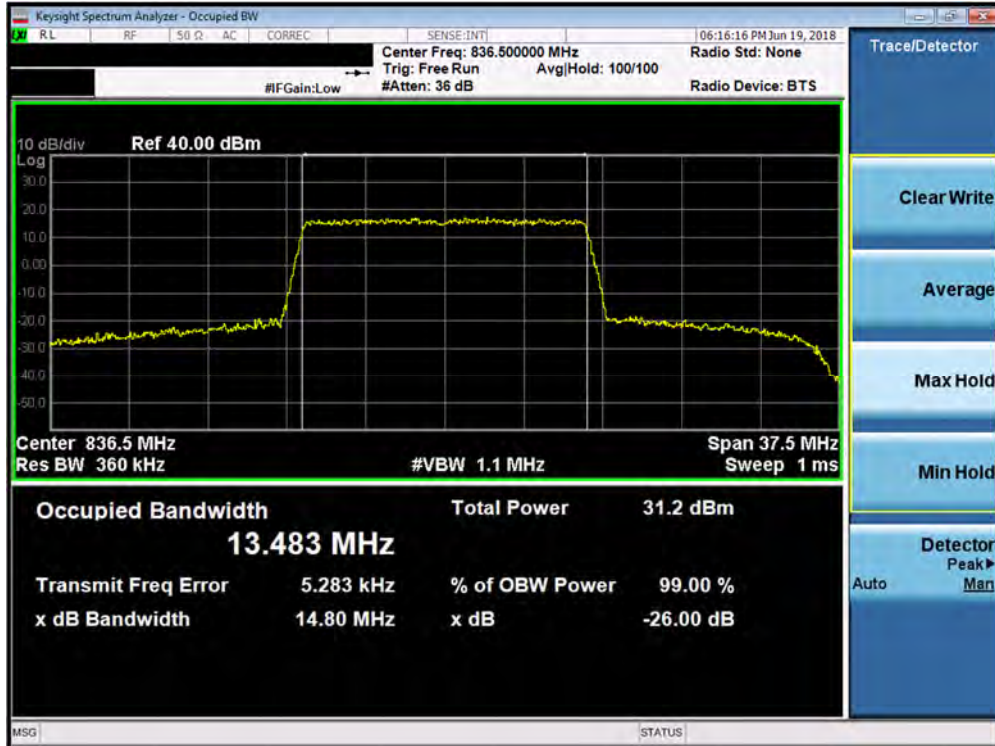 Keysight Spectrum Analyzer - Occupied BW
LXI RL RF 50 Ω AC CORREC SENSE:INT 06:16:16 PM Jun 19, 2018
Center Freq: 836.500000 MHz Radio Std: None
Trig: Free Run Avg|Hold: 100/100
#IFGain:Low #Atten: 36 dB Radio Device: BTS
10 dB/div Ref 40.00 dBm
Log
30.0
20.0
10.0
0.00
-10.0
-20.0
-30.0
-40.0
-50.0
Center 836.5 MHz Span 37.5 MHz
Res BW 360 kHz #VBW 1.1 MHz Sweep 1 ms
Occupied Bandwidth Total Power 31.2 dBm
13.483 MHz
Transmit Freq Error 5.283 kHz % of OBW Power 99.00 %
x dB Bandwidth 14.80 MHz x dB -26.00 dB
MSG STATUS
Trace/Detector
Clear Write
Average
Max Hold
Min Hold
Detector
Peak▶
Auto Man